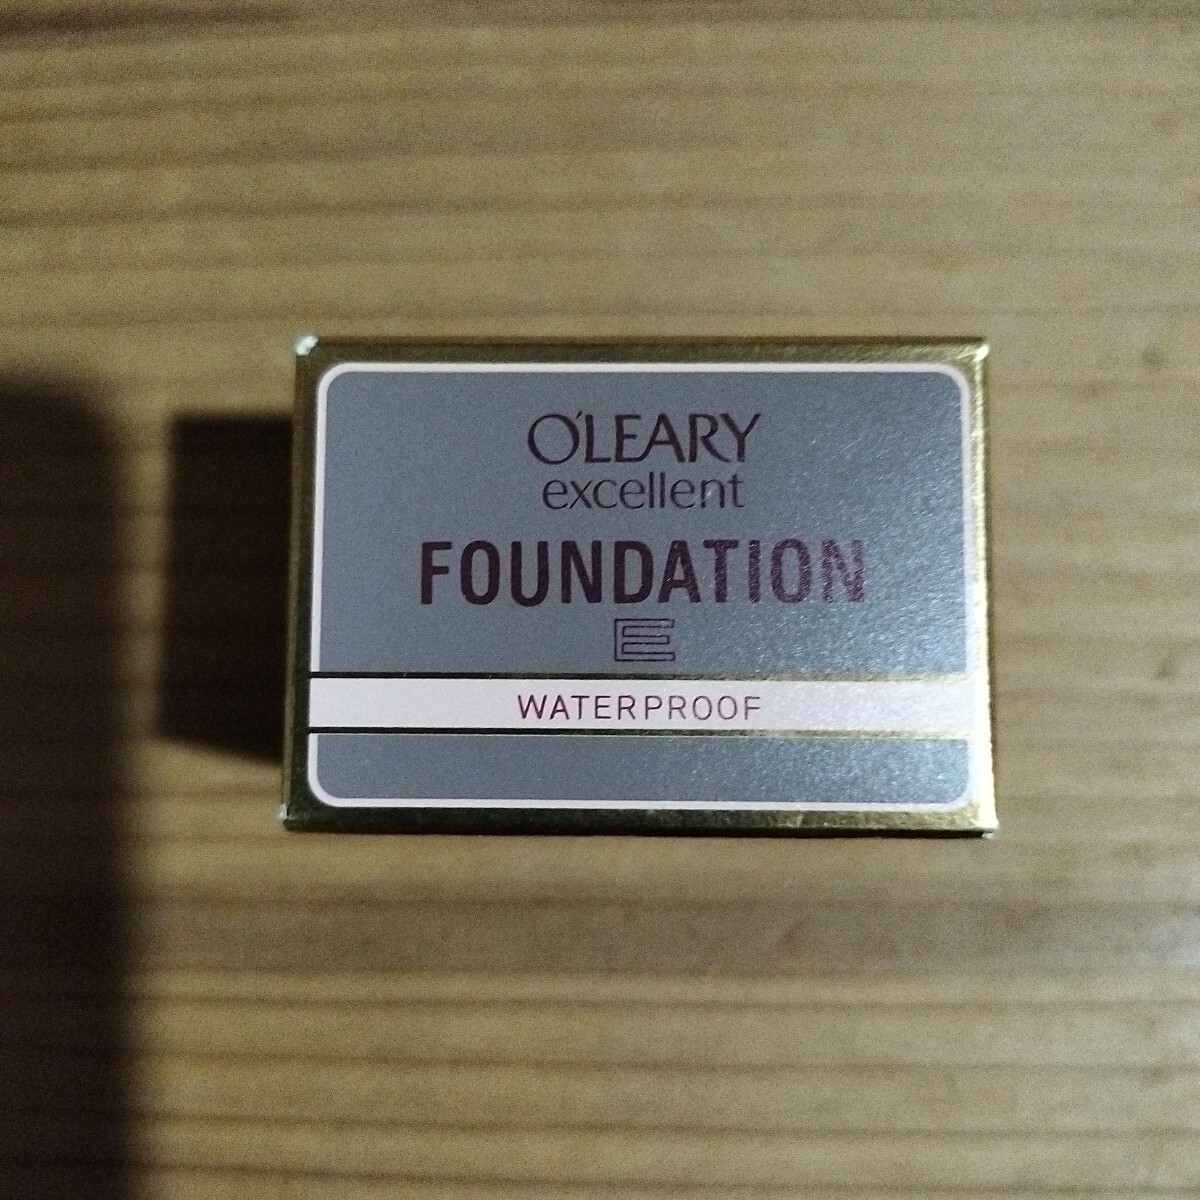 O'LEARY
excellent
FOUNDATION
E
WATERPROOF